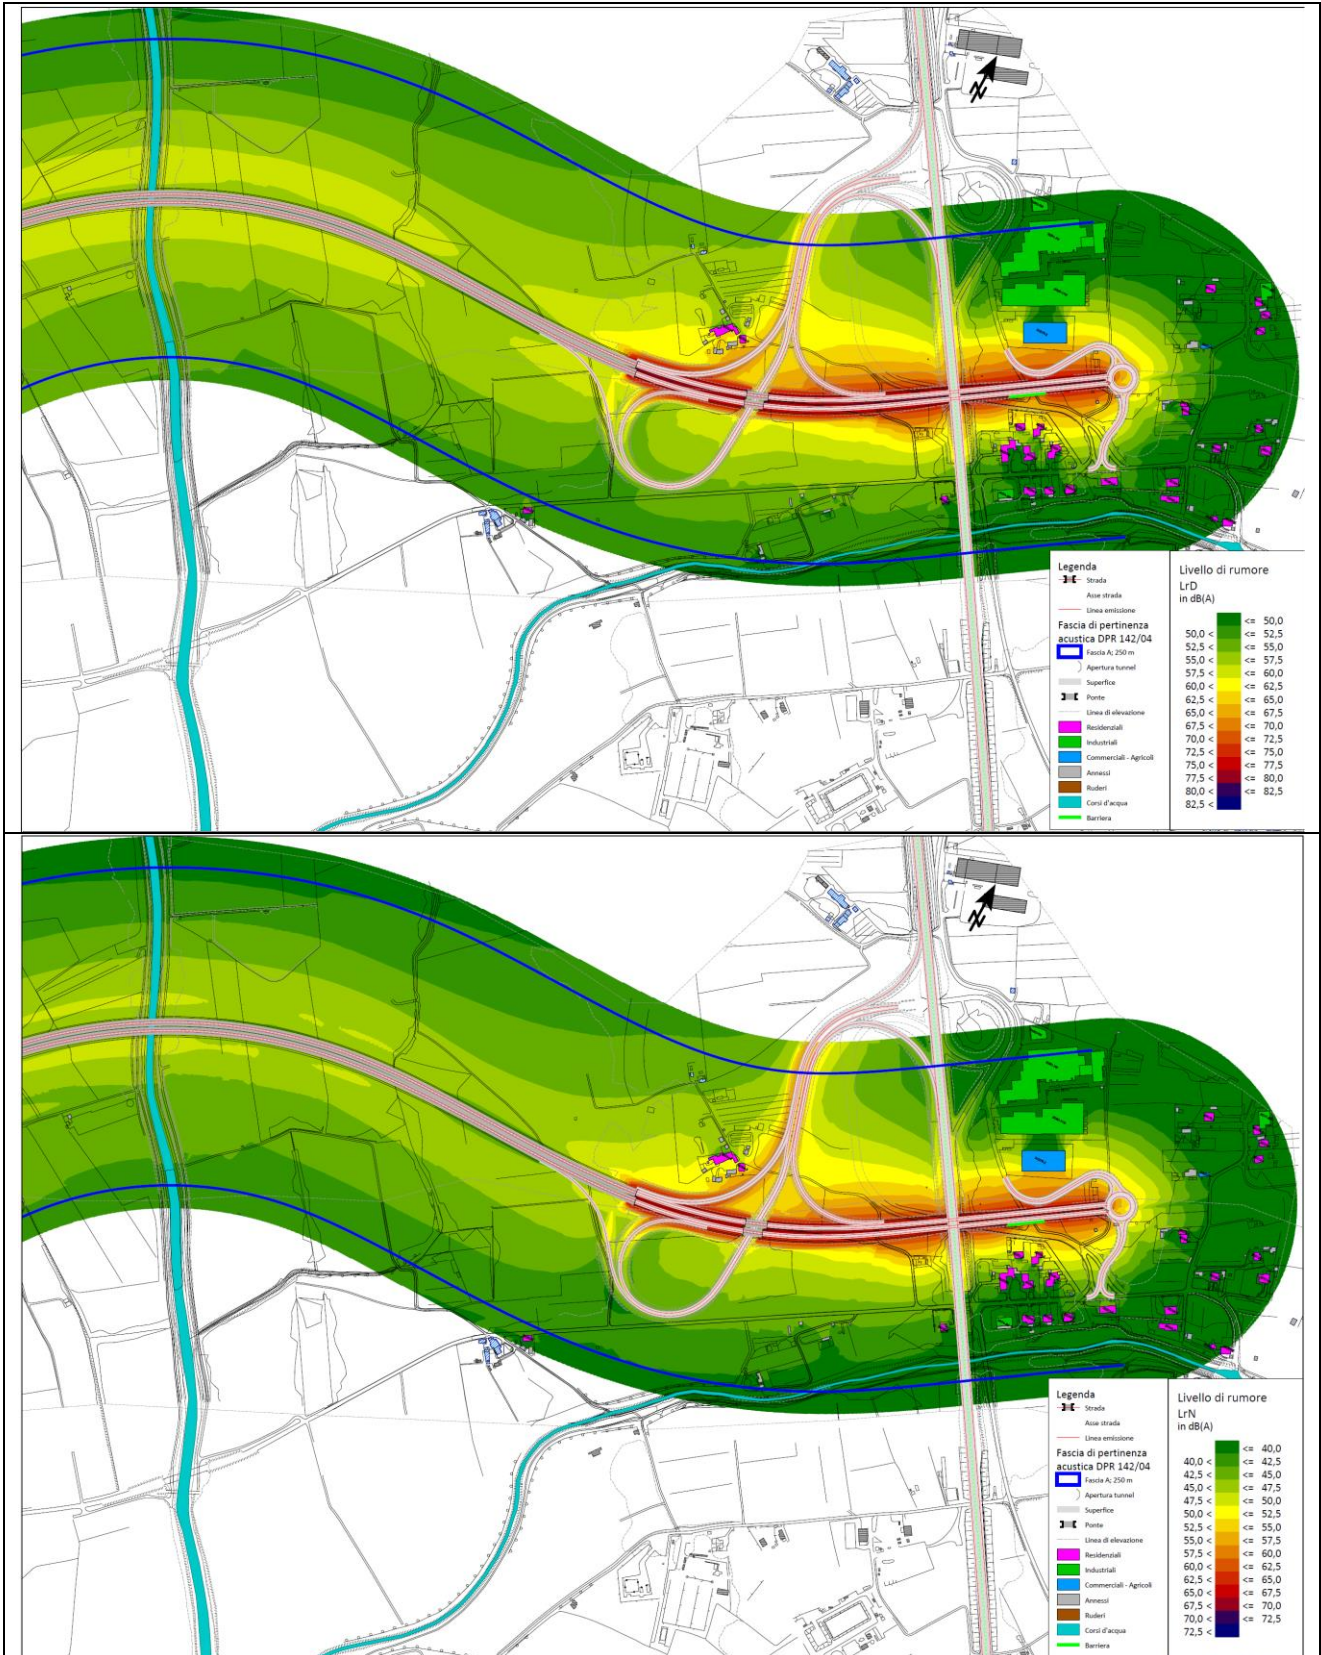 N
Legenda
Strada
Asse strada
Linea emissione
Fascia di pertinenza
acustica DPR 142/04
Fascia A; 250 m
Apertura tunnel
Superfice
Ponte
Linea di elevazione
Residenziali
Industriali
Commerciali - Agricoli
Annessi
Ruderi
Corsi d'acqua
Barriera
Livello di rumore
LrD
in dB(A)
<= 50,0
50,0 < <= 52,5
52,5 < <= 55,0
55,0 < <= 57,5
57,5 < <= 60,0
60,0 < <= 62,5
62,5 < <= 65,0
65,0 < <= 67,5
67,5 < <= 70,0
70,0 < <= 72,5
72,5 < <= 75,0
75,0 < <= 77,5
77,5 < <= 80,0
80,0 < <= 82,5
82,5 <
N
Legenda
Strada
Asse strada
Linea emissione
Fascia di pertinenza
acustica DPR 142/04
Fascia A; 250 m
Apertura tunnel
Superfice
Ponte
Linea di elevazione
Residenziali
Industriali
Commerciali - Agricoli
Annessi
Ruderi
Corsi d'acqua
Barriera
Livello di rumore
LrN
in dB(A)
<= 40,0
40,0 < <= 42,5
42,5 < <= 45,0
45,0 < <= 47,5
47,5 < <= 50,0
50,0 < <= 52,5
52,5 < <= 55,0
55,0 < <= 57,5
57,5 < <= 60,0
60,0 < <= 62,5
62,5 < <= 65,0
65,0 < <= 67,5
67,5 < <= 70,0
70,0 < <= 72,5
72,5 <